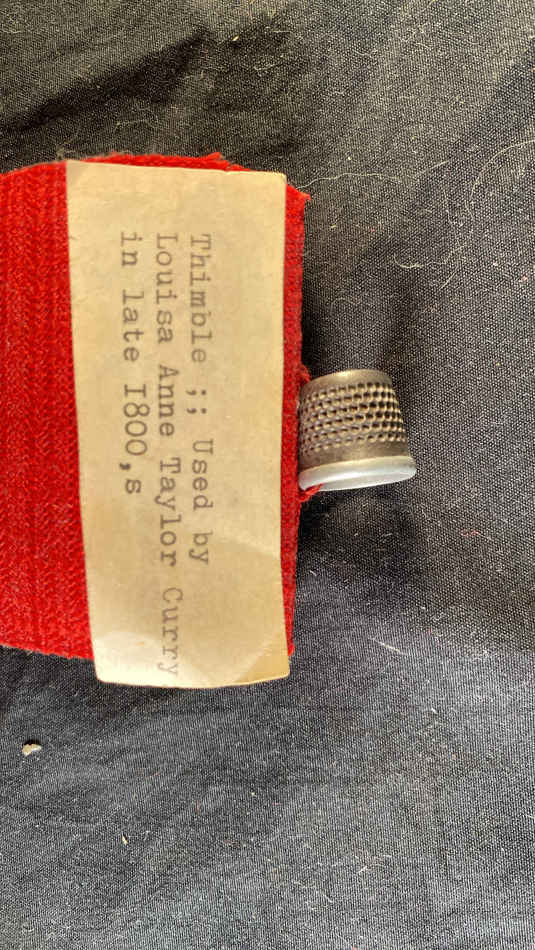 Thimble ;; Used by
Louisa Anne Taylor Curry
in late I800,s